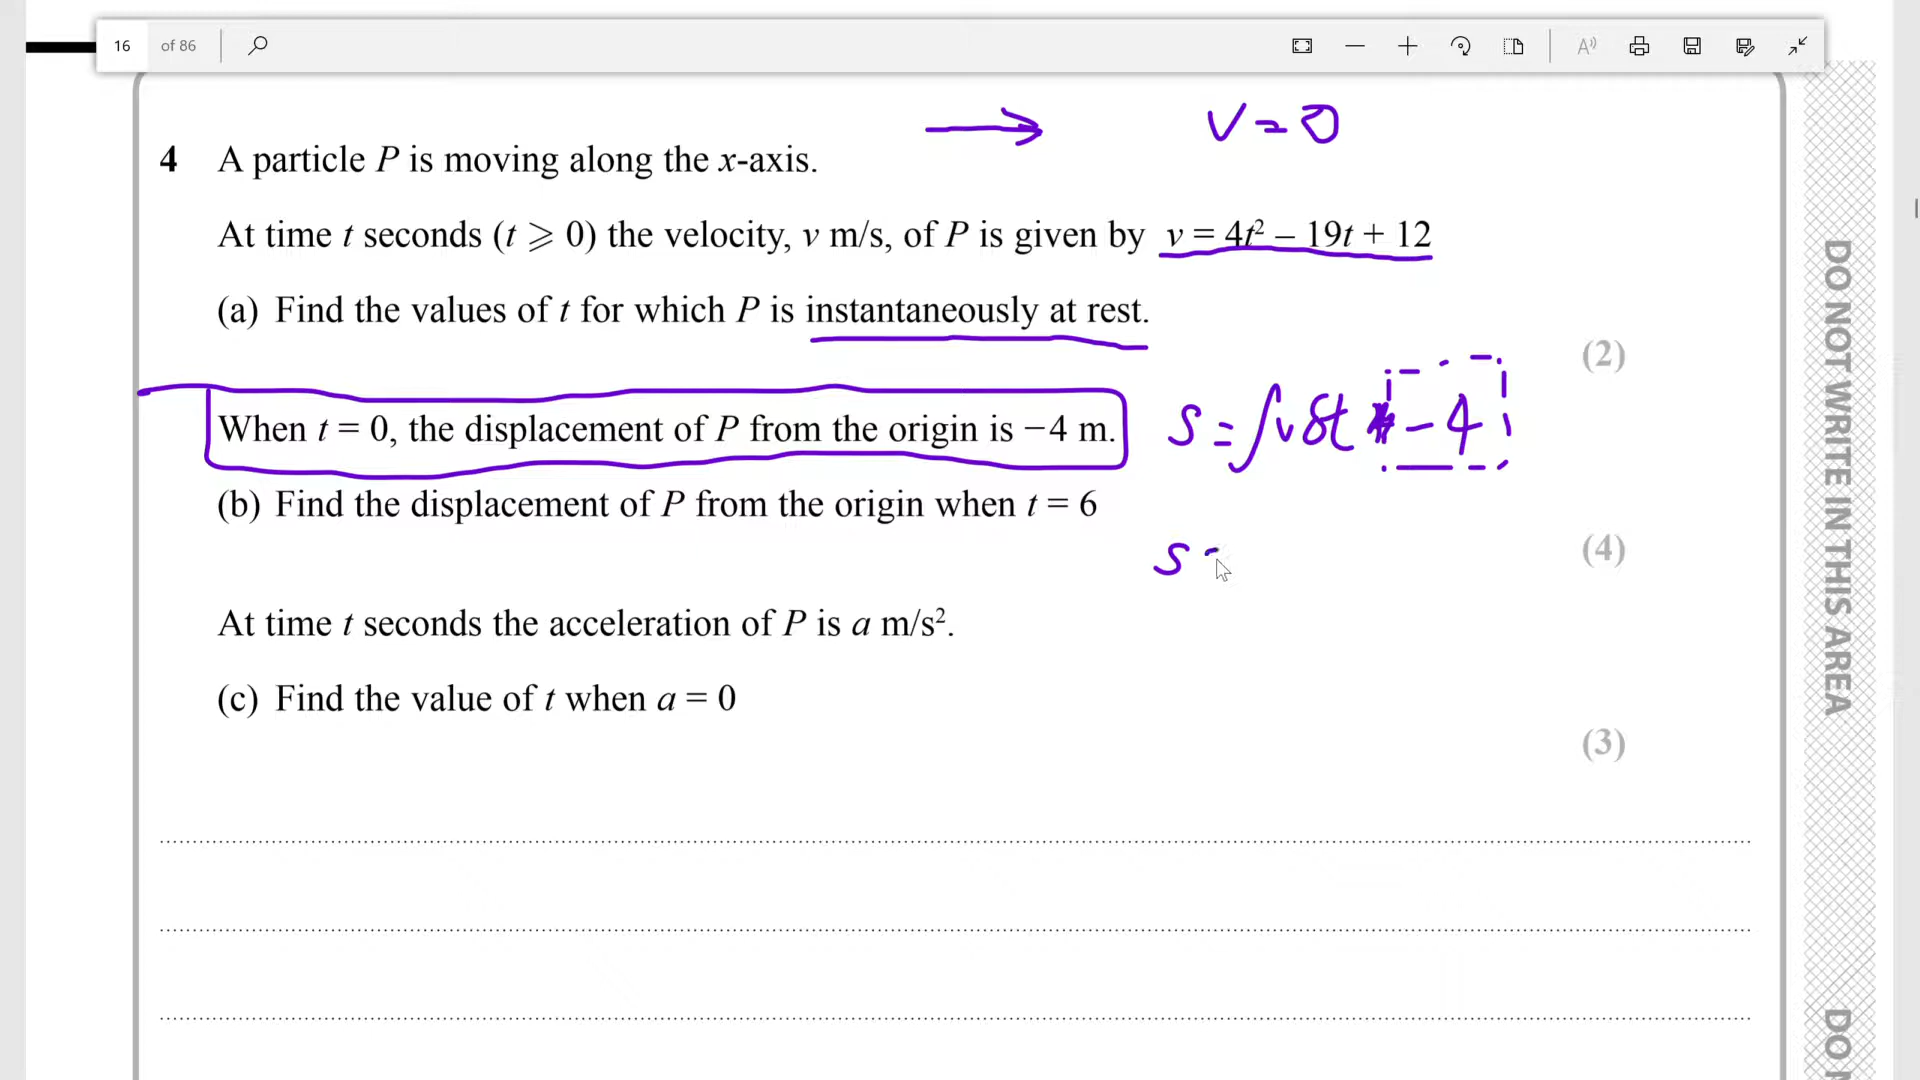 16 of 86
V = 0
4 A particle P is moving along the x-axis.
At time t seconds (t ⩾ 0) the velocity, v m/s, of P is given by v = 4t² – 19t + 12
(a) Find the values of t for which P is instantaneously at rest.
(2)
When t = 0, the displacement of P from the origin is −4 m.
S = ∫v δt - 4
(b) Find the displacement of P from the origin when t = 6
(4)
S -
At time t seconds the acceleration of P is a m/s².
(c) Find the value of t when a = 0
(3)
DO NOT WRITE IN THIS AREA
DO N